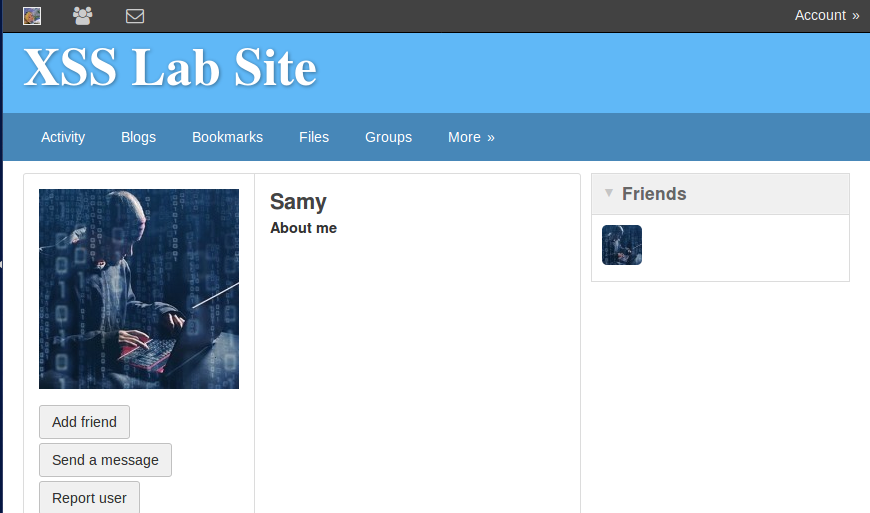 Account »
XSS Lab Site
Activity Blogs Bookmarks Files Groups More »
Samy
About me
Add friend
Send a message
Report user
Friends